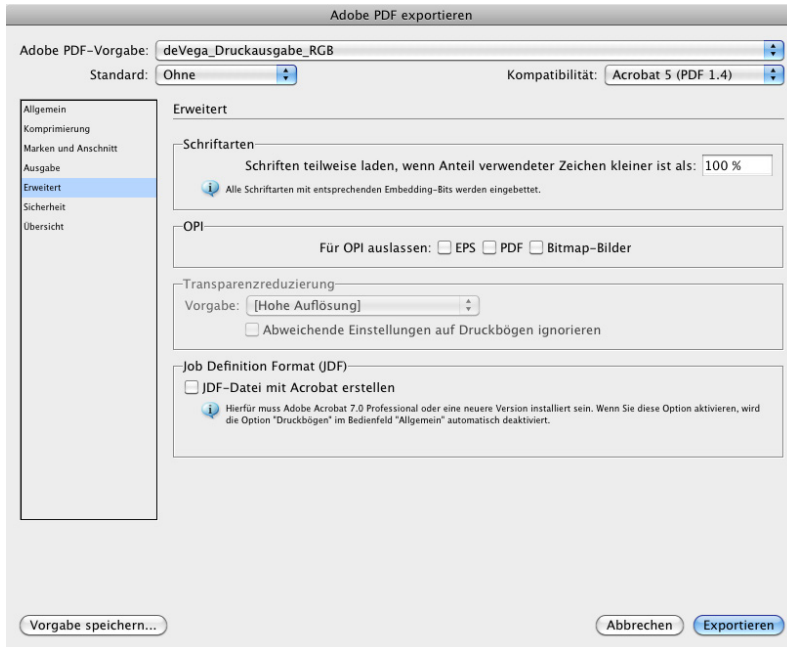 Adobe PDF exportieren
Adobe PDF-Vorgabe: deVega_Druckausgabe_RGB
Standard: Ohne Kompatibilität: Acrobat 5 (PDF 1.4)
Allgemein
Komprimierung
Marken und Anschnitt
Ausgabe
Erweitert
Sicherheit
Übersicht
Erweitert
Schriftarten
Schriften teilweise laden, wenn Anteil verwendeter Zeichen kleiner ist als: 100 %
Alle Schriftarten mit entsprechenden Embedding-Bits werden eingebettet.
OPI
Für OPI auslassen: EPS PDF Bitmap-Bilder
Transparenzreduzierung
Vorgabe: [Hohe Auflösung]
Abweichende Einstellungen auf Druckbögen ignorieren
Job Definition Format (JDF)
JDF-Datei mit Acrobat erstellen
Hierfür muss Adobe Acrobat 7.0 Professional oder eine neuere Version installiert sein. Wenn Sie diese Option aktivieren, wird
die Option "Druckbögen" im Bedienfeld "Allgemein" automatisch deaktiviert.
Vorgabe speichern... Abbrechen Exportieren